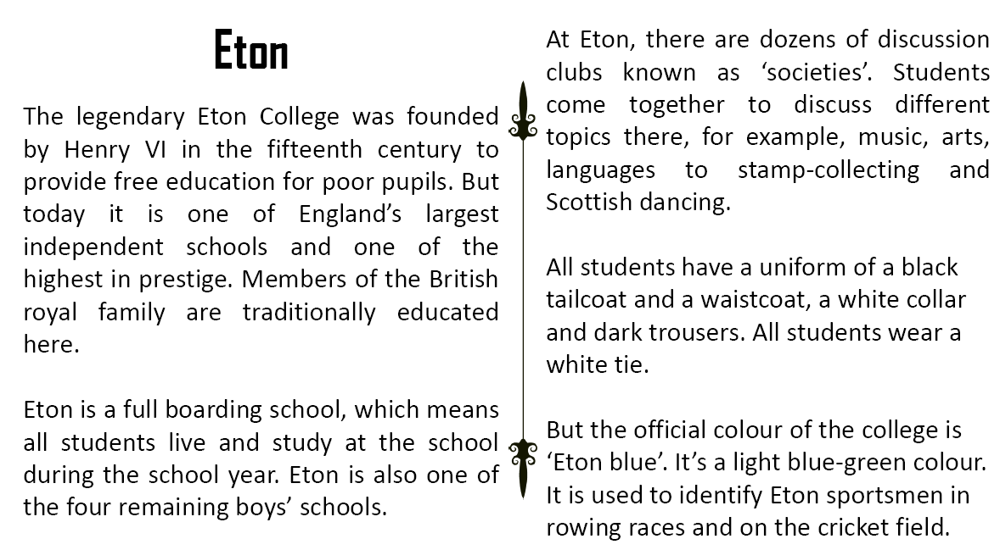 Eton
The legendary Eton College was founded
by Henry VI in the fifteenth century to
provide free education for poor pupils. But
today it is one of England’s largest
independent schools and one of the
highest in prestige. Members of the British
royal family are traditionally educated
here.
Eton is a full boarding school, which means
all students live and study at the school
during the school year. Eton is also one of
the four remaining boys’ schools.
At Eton, there are dozens of discussion
clubs known as ‘societies’. Students
come together to discuss different
topics there, for example, music, arts,
languages to stamp-collecting and
Scottish dancing.
All students have a uniform of a black
tailcoat and a waistcoat, a white collar
and dark trousers. All students wear a
white tie.
But the official colour of the college is
‘Eton blue’. It’s a light blue-green colour.
It is used to identify Eton sportsmen in
rowing races and on the cricket field.